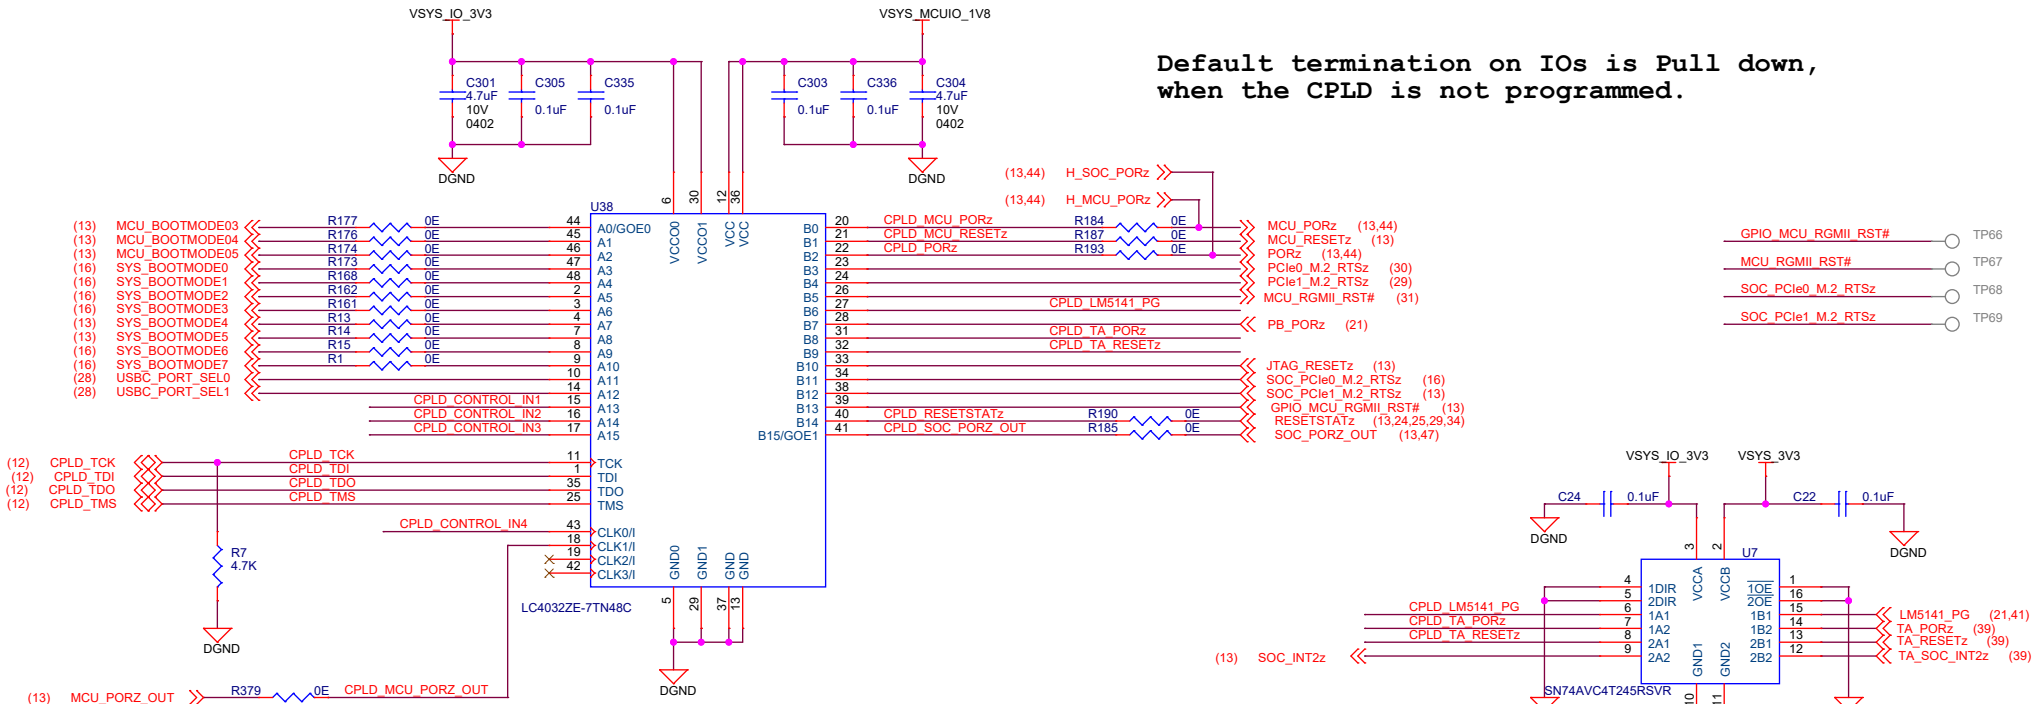 VSYS_IO_3V3
VSYS_MCUIO_1V8
Default termination on IOs is Pull down,
when the CPLD is not programmed.
C301
4.7uF
10V
0402
C305
0.1uF
C335
0.1uF
C303
0.1uF
C336
0.1uF
C304
4.7uF
10V
0402
DGND
DGND
(13,44) H_SOC_PORz
(13,44) H_MCU_PORz
U38
6 30 12 36
VCCO0 VCCO1 VCC VCC
(13) MCU_BOOTMODE03 R177 0E 44 A0/GOE0
(13) MCU_BOOTMODE04 R176 0E 45 A1
(13) MCU_BOOTMODE05 R174 0E 46 A2
(16) SYS_BOOTMODE0 R173 0E 47 A3
(16) SYS_BOOTMODE1 R168 0E 48 A4
(16) SYS_BOOTMODE2 R162 0E 2 A5
(16) SYS_BOOTMODE3 R161 0E 3 A6
(13) SYS_BOOTMODE4 R13 0E 4 A7
(13) SYS_BOOTMODE5 R14 0E 7 A8
(16) SYS_BOOTMODE6 R15 0E 8 A9
(16) SYS_BOOTMODE7 R1 0E 9 A10
(28) USBC_PORT_SEL0 10 A11
(28) USBC_PORT_SEL1 14 A12
CPLD_CONTROL_IN1 15 A13
CPLD_CONTROL_IN2 16 A14
CPLD_CONTROL_IN3 17 A15
(12) CPLD_TCK CPLD_TCK 11 TCK
(12) CPLD_TDI CPLD_TDI 1 TDI
(12) CPLD_TDO CPLD_TDO 35 TDO
(12) CPLD_TMS CPLD_TMS 25 TMS
CPLD_CONTROL_IN4 43 CLK0/I
18 CLK1/I
19 CLK2/I
42 CLK3/I
R7
4.7K
DGND
GND0 GND1 GND GND
5 29 37 13
LC4032ZE-7TN48C
DGND
(13) MCU_PORZ_OUT R379 0E CPLD_MCU_PORZ_OUT
B0 20 CPLD_MCU_PORz R184 0E MCU_PORz (13,44)
B1 21 CPLD_MCU_RESETz R187 0E MCU_RESETz (13)
B2 22 CPLD_PORz R193 0E PORz (13,44)
B3 23 PCIe0_M.2_RTSz (30)
B4 24 PCIe1_M.2_RTSz (29)
B5 26 MCU_RGMII_RST# (31)
B6 27 CPLD_LM5141_PG
B7 28 PB_PORz (21)
B8 31 CPLD_TA_PORz
B9 32 CPLD_TA_RESETz
B10 33 JTAG_RESETz (13)
B11 34 SOC_PCIe0_M.2_RTSz (16)
B12 38 SOC_PCIe1_M.2_RTSz (13)
B13 39 GPIO_MCU_RGMII_RST# (13)
B14 40 CPLD_RESETSTATz R190 0E RESETSTATz (13,24,25,29,34)
B15/GOE1 41 CPLD_SOC_PORZ_OUT R185 0E SOC_PORZ_OUT (13,47)
GPIO_MCU_RGMII_RST# TP66
MCU_RGMII_RST# TP67
SOC_PCIe0_M.2_RTSz TP68
SOC_PCIe1_M.2_RTSz TP69
VSYS_IO_3V3 VSYS_3V3
C24 0.1uF C22 0.1uF
DGND
DGND
3 2 U7
VCCA VCCB
4 1DIR 1OE 1
5 2DIR 2OE 16
CPLD_LM5141_PG 6 1A1 1B1 15 LM5141_PG (21,41)
CPLD_TA_PORz 7 1A2 1B2 14 TA_PORz (39)
CPLD_TA_RESETz 8 2A1 2B1 13 TA_RESETz (39)
(13) SOC_INT2z 9 2A2 2B2 12 TA_SOC_INT2z (39)
GND1 GND2
SN74AVC4T245RSVR
10 11